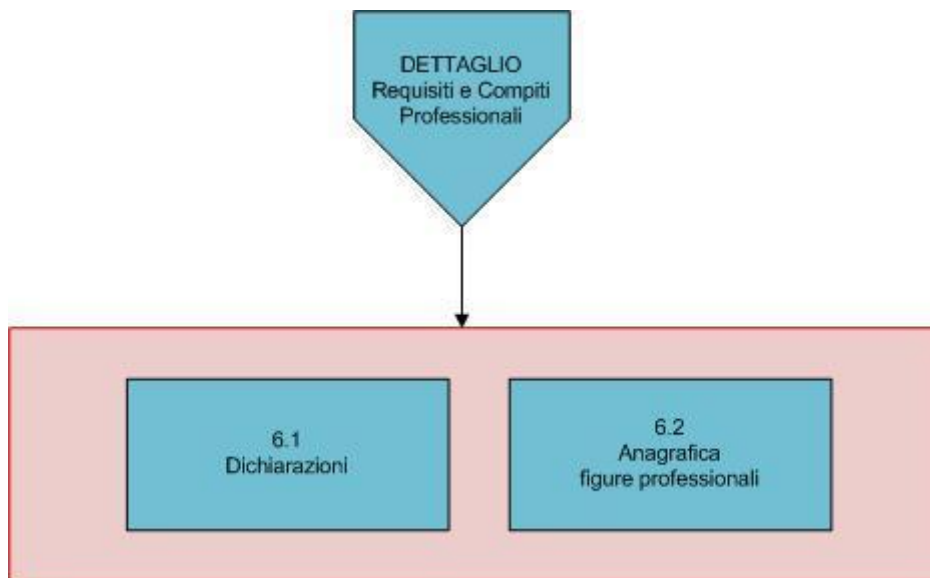 DETTAGLIO
Requisiti e Compiti
Professionali
6.1
Dichiarazioni
6.2
Anagrafica
figure professionali